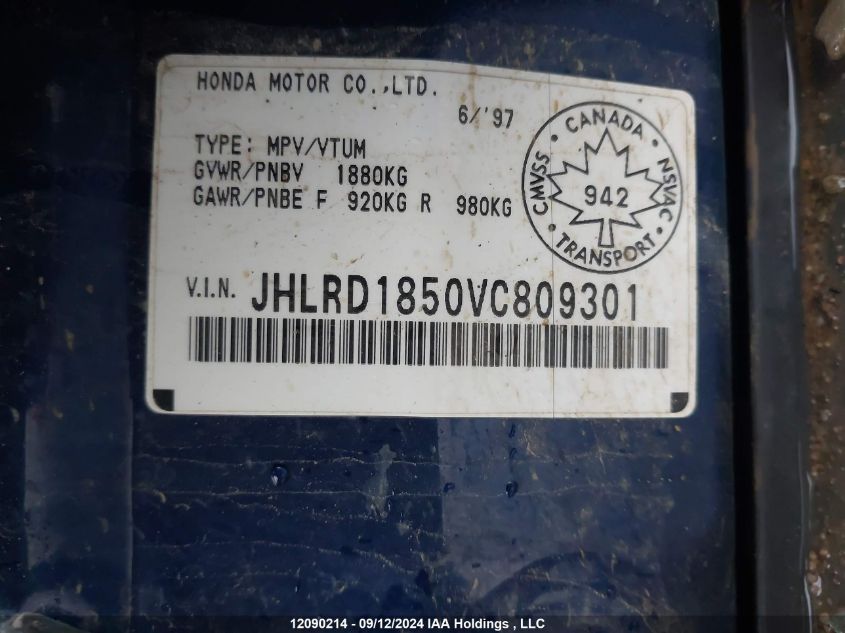 HONDA MOTOR CO.,LTD.
6/'97
TYPE: MPV/VTUM
GVWR/PNBV 1880KG
GAWR/PNBE F 920KG R 980KG
CANADA
CMVSS
NSVAC
942
TRANSPORT
V.I.N. JHLRD1850VC809301
12090214 - 09/12/2024 IAA Holdings , LLC